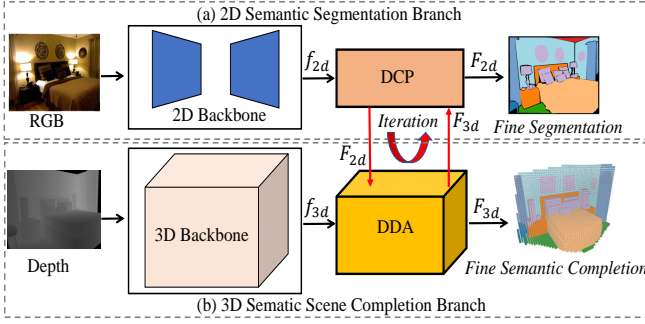 (a) 2D Semantic Segmentation Branch
RGB
2D Backbone
f2d
DCP
F2d
Fine Segmentation
Iteration
F2d
F3d
Depth
3D Backbone
f3d
DDA
F3d
Fine Semantic Completion
(b) 3D Sematic Scene Completion Branch